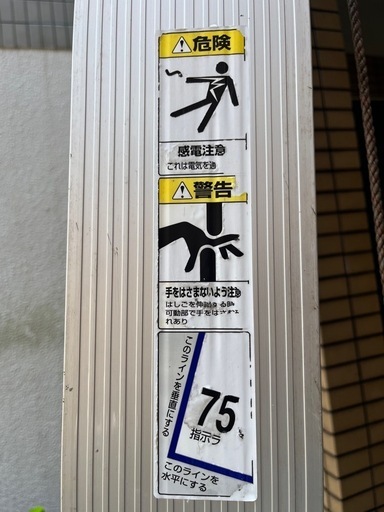 危険
感電注意
これは電気を通
警告
手をはさまないよう注意
はしごを伸縮する時
可動部で手をはさ
れあり
このラインを垂直にする
75
指示ラ
このラインを
水平にする